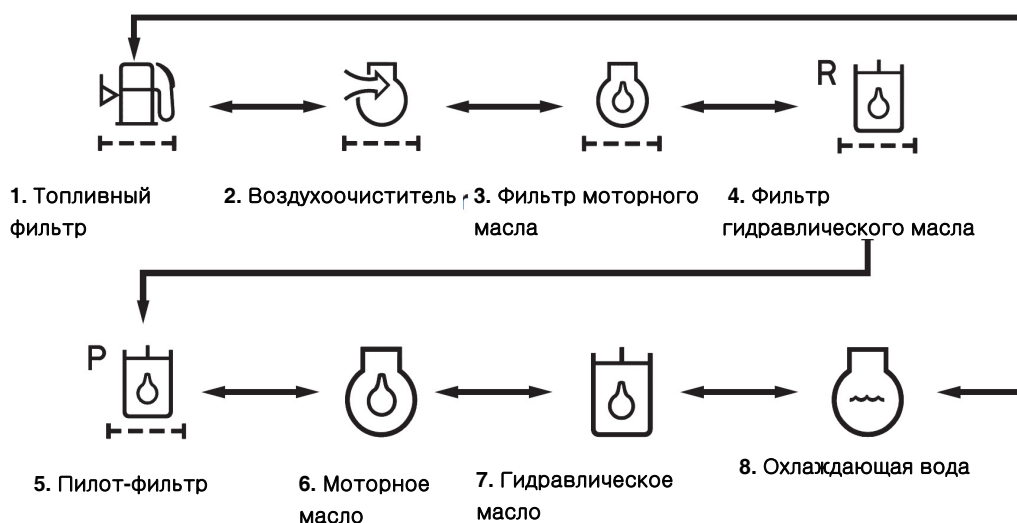 R
1. Топливный
фильтр
2. Воздухоочиститель
3. Фильтр моторного
масла
4. Фильтр
гидравлического масла
P
5. Пилот-фильтр
6. Моторное
масло
7. Гидравлическое
масло
8. Охлаждающая вода